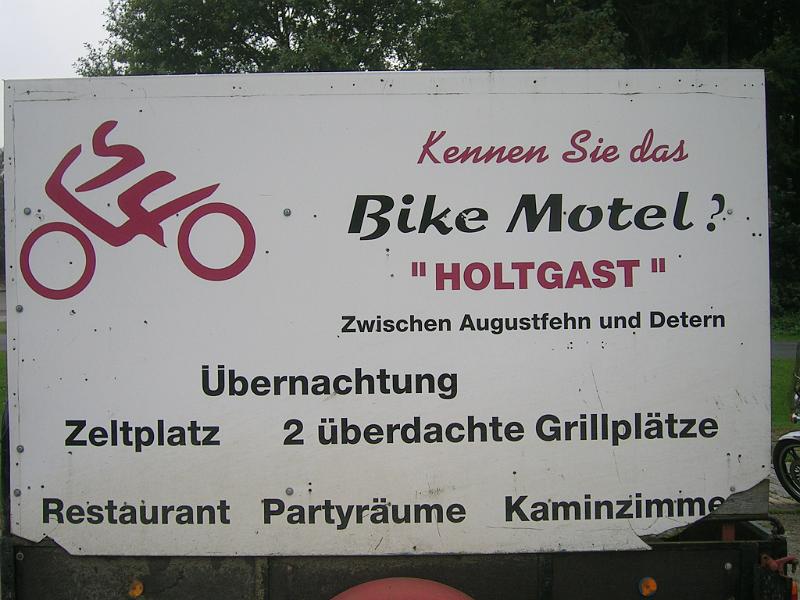 Kennen Sie das
Bike Motel?
"HOLTGAST"
Zwischen Augustfehn und Detern
Übernachtung
Zeltplatz 2 überdachte Grillplätze
Restaurant Partyräume Kaminzimme